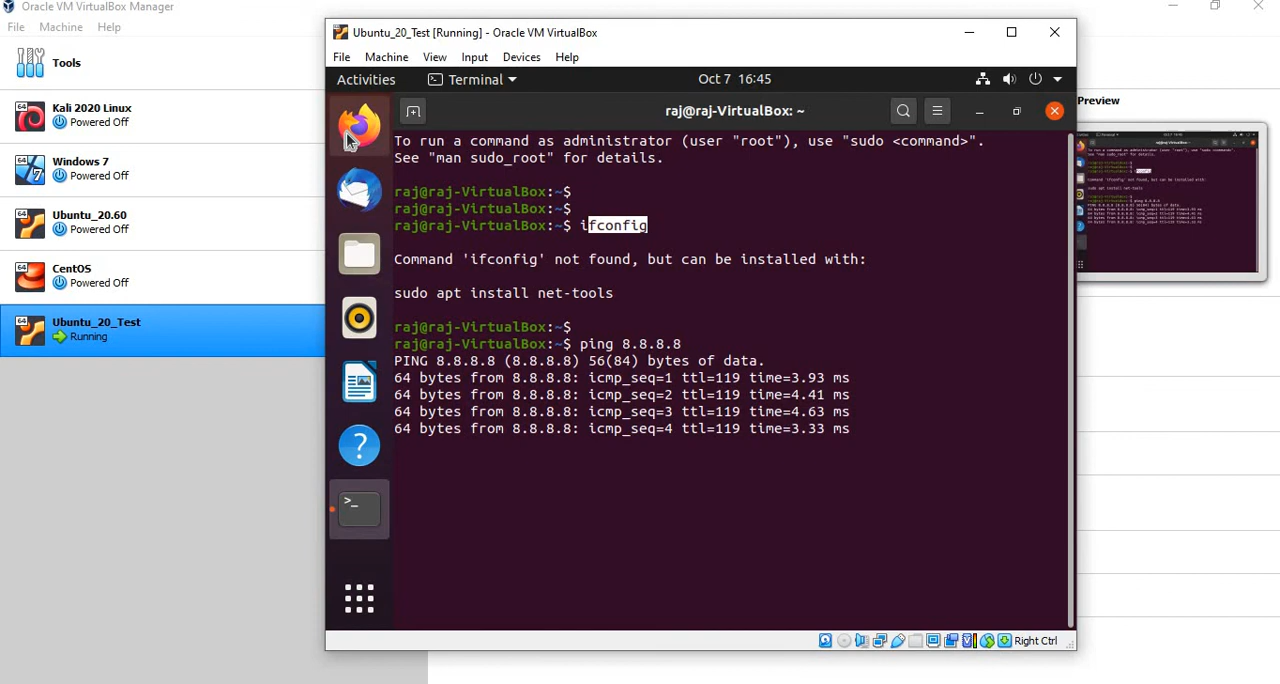 Oracle VM VirtualBox Manager
File Machine Help
Tools
64 Kali 2020 Linux
Powered Off
64 Windows 7
Powered Off
64 Ubuntu_20.60
Powered Off
64 CentOS
Powered Off
64 Ubuntu_20_Test
Running
Ubuntu_20_Test [Running] - Oracle VM VirtualBox
File Machine View Input Devices Help
Activities Terminal Oct 7 16:45
raj@raj-VirtualBox: ~
To run a command as administrator (user "root"), use "sudo <command>".
See "man sudo_root" for details.
raj@raj-VirtualBox:~$
raj@raj-VirtualBox:~$
raj@raj-VirtualBox:~$ ifconfig
Command 'ifconfig' not found, but can be installed with:
sudo apt install net-tools
raj@raj-VirtualBox:~$
raj@raj-VirtualBox:~$ ping 8.8.8.8
PING 8.8.8.8 (8.8.8.8) 56(84) bytes of data.
64 bytes from 8.8.8.8: icmp_seq=1 ttl=119 time=3.93 ms
64 bytes from 8.8.8.8: icmp_seq=2 ttl=119 time=4.41 ms
64 bytes from 8.8.8.8: icmp_seq=3 ttl=119 time=4.63 ms
64 bytes from 8.8.8.8: icmp_seq=4 ttl=119 time=3.33 ms
Right Ctrl
Preview